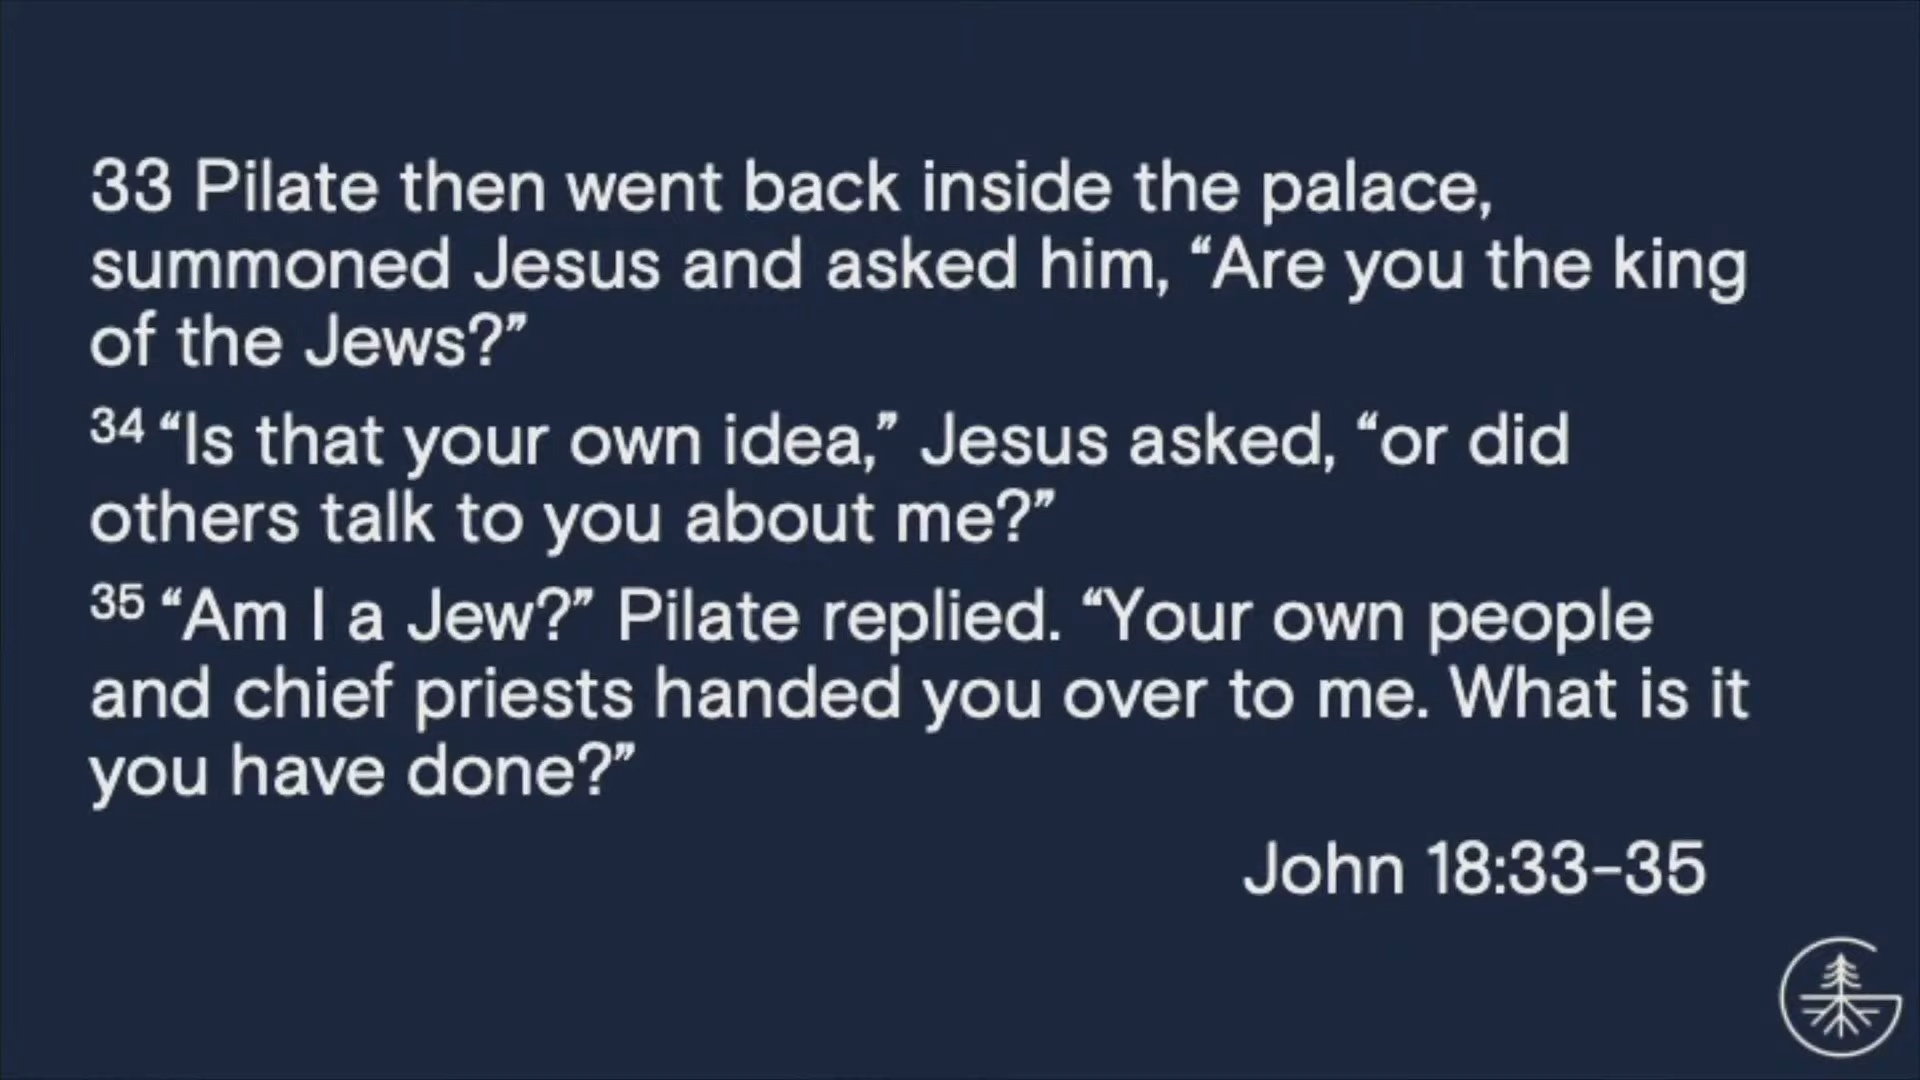 33 Pilate then went back inside the palace,
summoned Jesus and asked him, “Are you the king
of the Jews?”
34 “Is that your own idea,” Jesus asked, “or did
others talk to you about me?”
35 “Am I a Jew?” Pilate replied. “Your own people
and chief priests handed you over to me. What is it
you have done?”
John 18:33–35